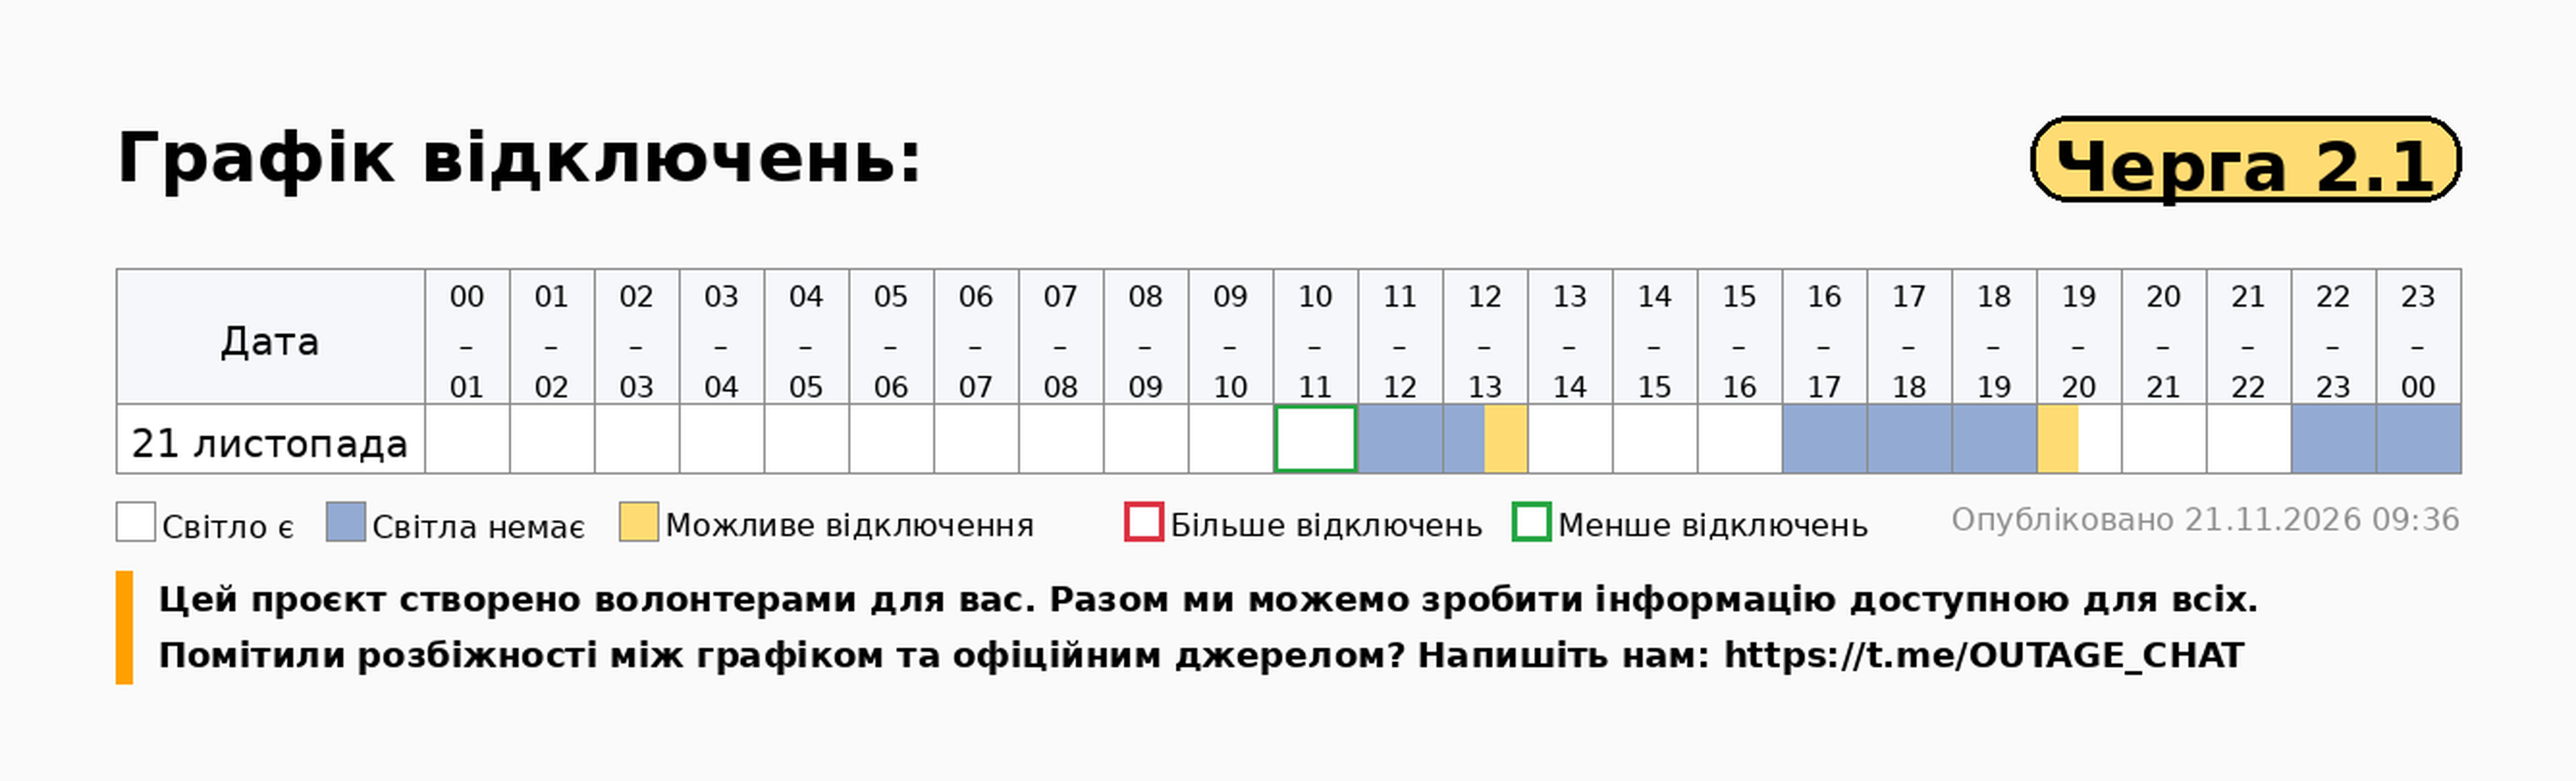 Графік відключень:
Черга 2.1
Дата
00 – 01
01 – 02
02 – 03
03 – 04
04 – 05
05 – 06
06 – 07
07 – 08
08 – 09
09 – 10
10 – 11
11 – 12
12 – 13
13 – 14
14 – 15
15 – 16
16 – 17
17 – 18
18 – 19
19 – 20
20 – 21
21 – 22
22 – 23
23 – 00
21 листопада
Світло є
Світла немає
Можливе відключення
Більше відключень
Менше відключень
Опубліковано 21.11.2026 09:36
Цей проєкт створено волонтерами для вас. Разом ми можемо зробити інформацію доступною для всіх.
Помітили розбіжності між графіком та офіційним джерелом? Напишіть нам: https://t.me/OUTAGE_CHAT